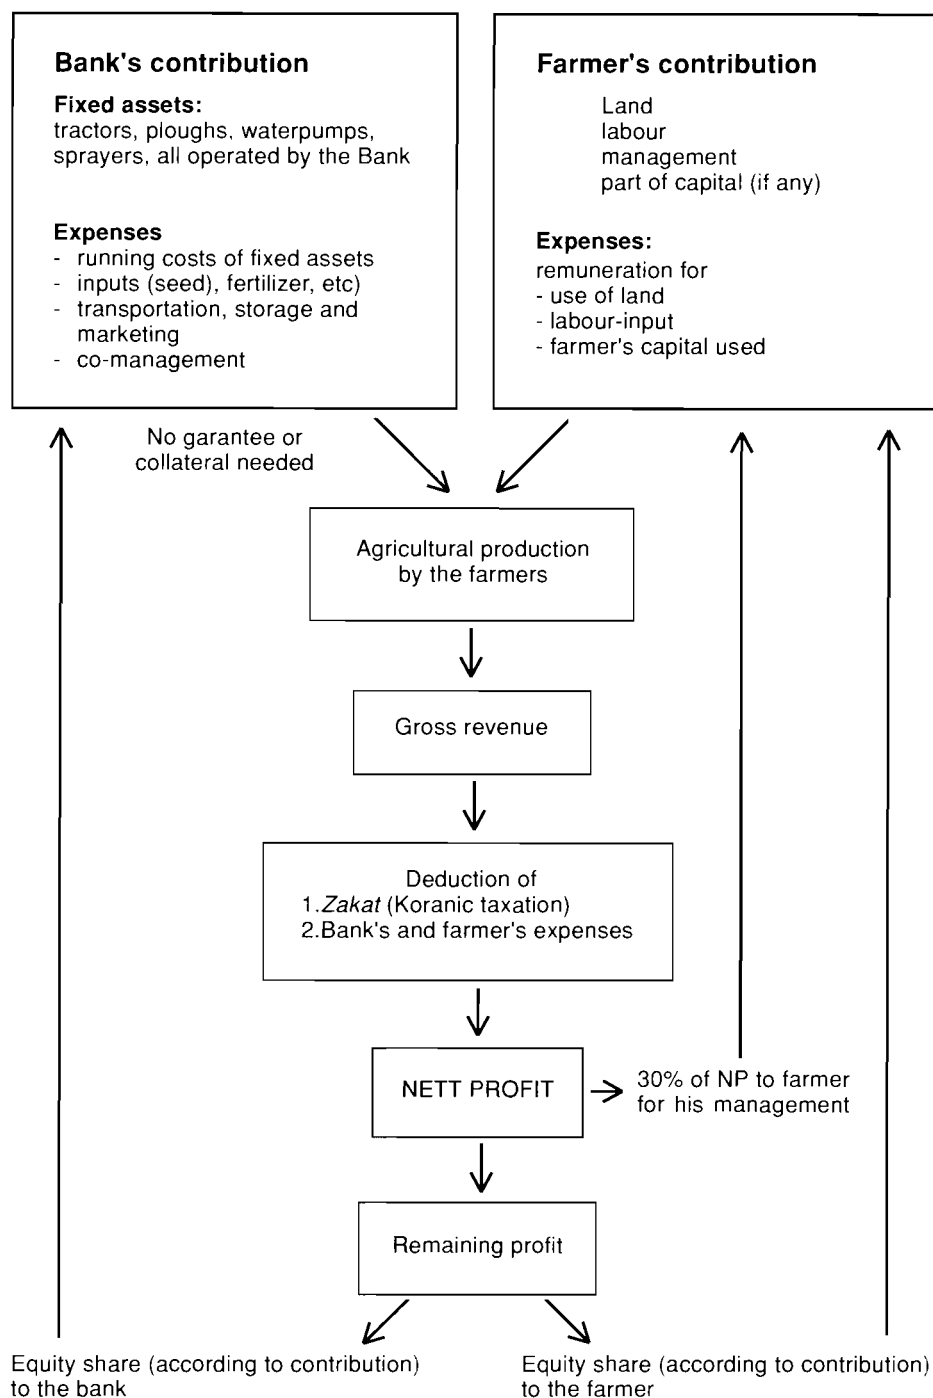 Bank's contribution
Fixed assets:
tractors, ploughs, waterpumps,
sprayers, all operated by the Bank
Expenses
- running costs of fixed assets
- inputs (seed), fertilizer, etc)
- transportation, storage and
marketing
- co-management
Farmer's contribution
Land
labour
management
part of capital (if any)
Expenses:
remuneration for
- use of land
- labour-input
- farmer's capital used
No garantee or
collateral needed
Agricultural production
by the farmers
Gross revenue
Deduction of
1.Zakat (Koranic taxation)
2.Bank's and farmer's expenses
NETT PROFIT
30% of NP to farmer
for his management
Remaining profit
Equity share (according to contribution)
to the bank
Equity share (according to contribution)
to the farmer